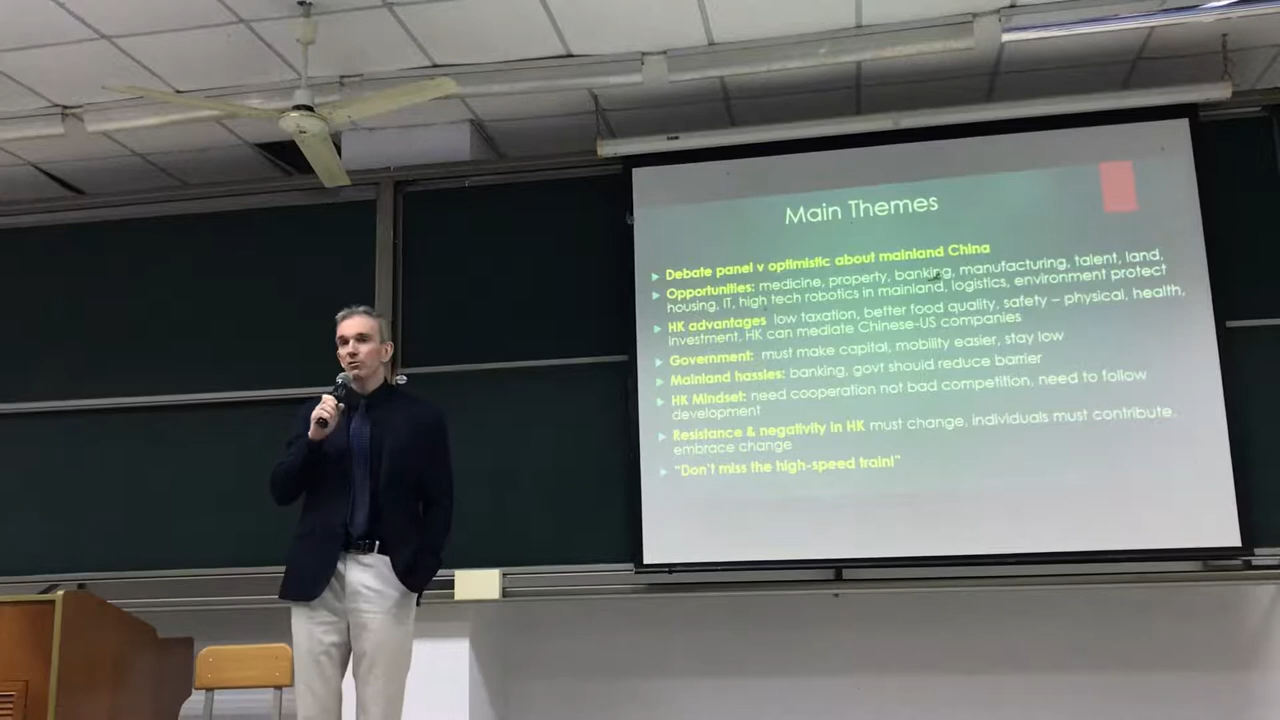 Main Themes
Debate panel v optimistic about mainland China
Opportunities: medicine, property, banking, manufacturing, talent, land,
housing, IT, high tech robotics in mainland, logistics, environment protect
HK advantages low taxation, better food quality, safety – physical, health,
investment, HK can mediate Chinese-US companies
Government: must make capital, mobility easier, stay low
Mainland hassles: banking, govt should reduce barrier
HK Mindset: need cooperation not bad competition, need to follow
development
Resistance & negativity in HK must change, individuals must contribute,
embrace change
“Don’t miss the high-speed train!”